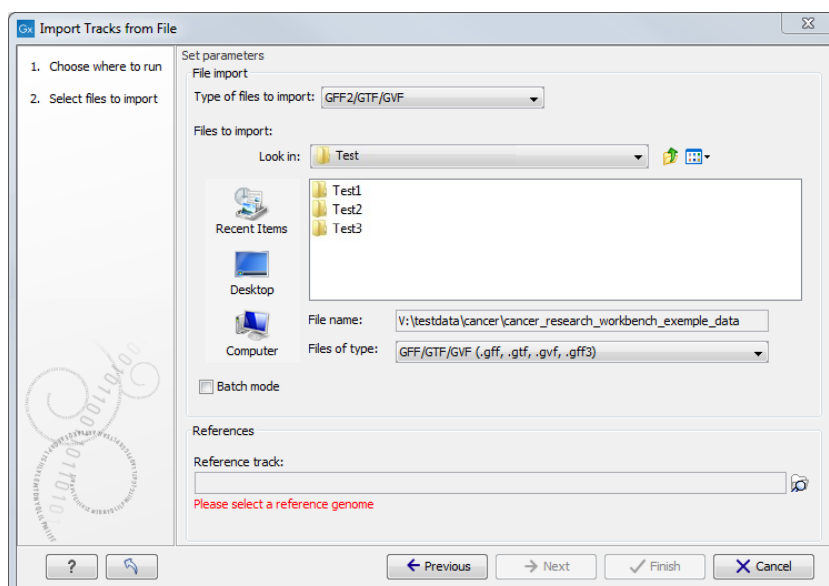 Gx Import Tracks from File
1. Choose where to run
2. Select files to import
Set parameters
File import
Type of files to import: GFF2/GTF/GVF
Files to import:
Look in: Test
Test1
Test2
Test3
Recent Items
Desktop
Computer
File name: V:\testdata\cancer\cancer_research_workbench_exemple_data
Files of type: GFF/GTF/GVF (.gff, .gtf, .gvf, .gff3)
Batch mode
References
Reference track:
Please select a reference genome
? Previous Next Finish Cancel